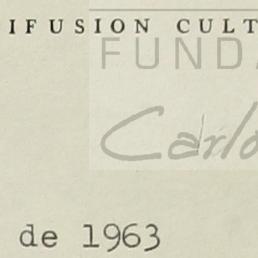 IFUSION CULT
FUND
Carlo
de 1963